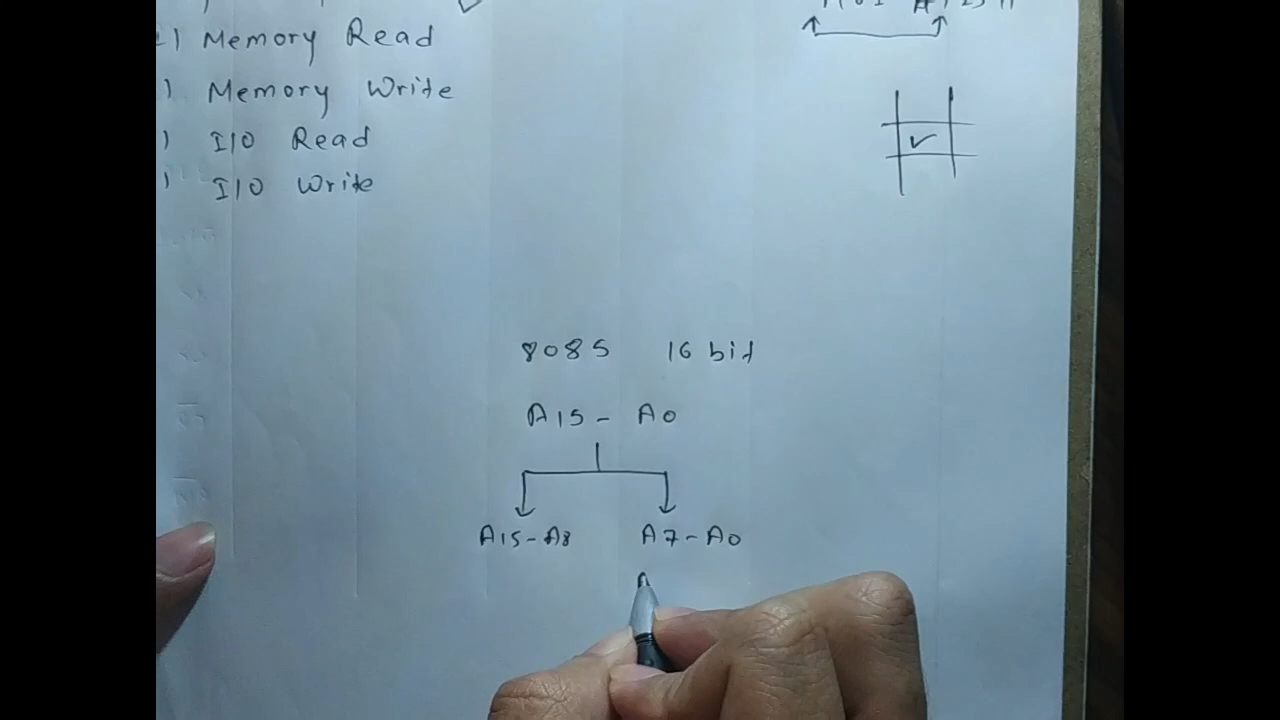 Memory Read
) Memory Write
) I/O Read
) I/O Write
8085 16 bit
A15 - A0
A15-A8 A7-A0